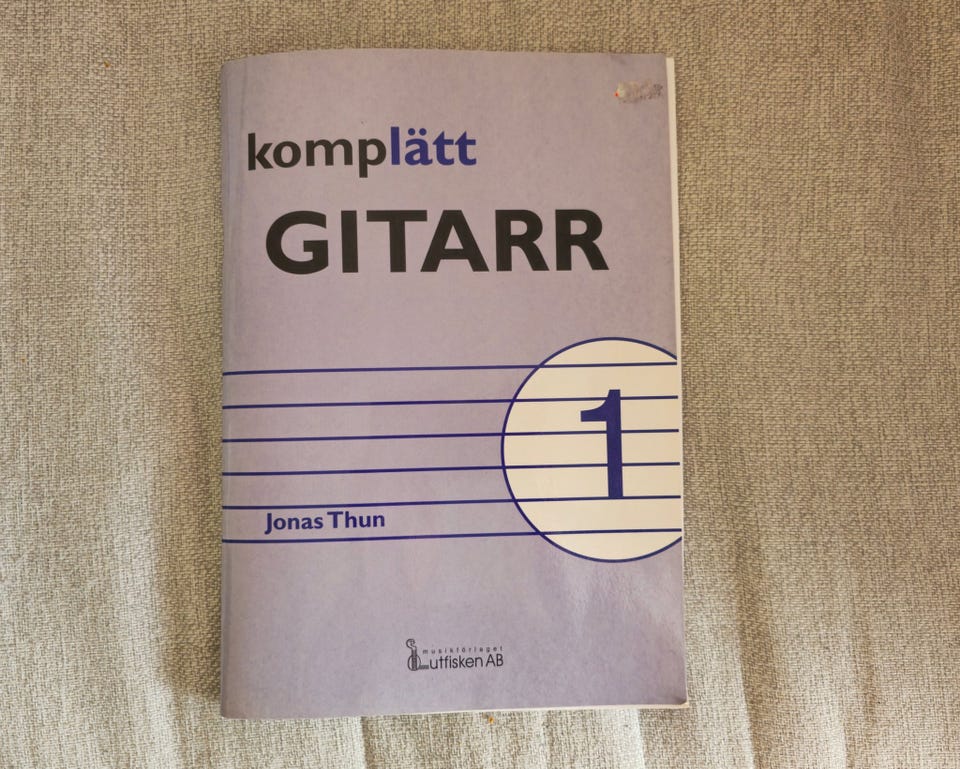 komplätt
GITARR
1
Jonas Thun
musikförlaget
Lutfisken AB